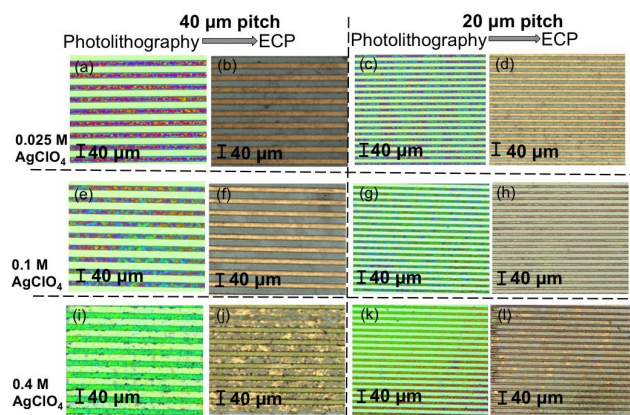 40 μm pitch
20 μm pitch
Photolithography ECP
Photolithography ECP
(a)
(b)
(c)
(d)
0.025 M
AgClO₄
40 μm
40 μm
40 μm
40 μm
(e)
(f)
(g)
(h)
0.1 M
AgClO₄
40 μm
40 μm
40 μm
40 μm
(i)
(j)
(k)
(l)
0.4 M
AgClO₄
40 μm
40 μm
40 μm
40 μm